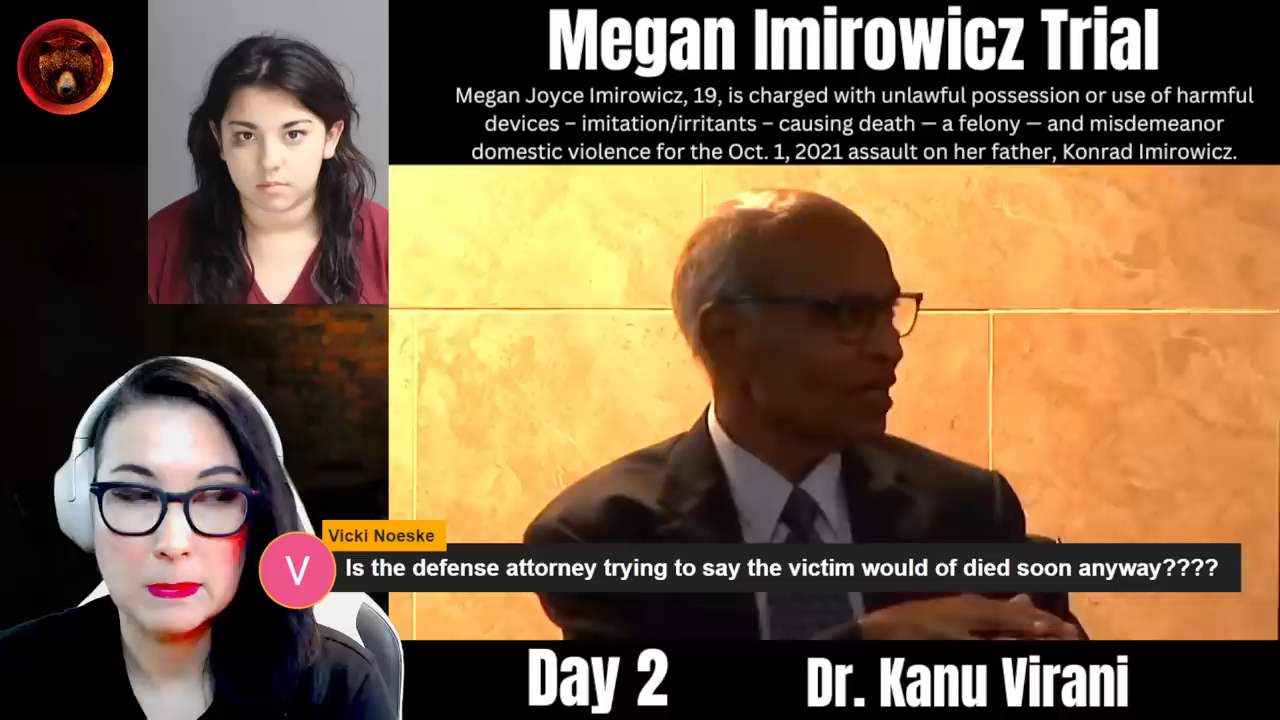 Megan Imirowicz Trial
Megan Joyce Imirowicz, 19, is charged with unlawful possession or use of harmful
devices – imitation/irritants – causing death — a felony — and misdemeanor
domestic violence for the Oct. 1, 2021 assault on her father, Konrad Imirowicz.
Vicki Noeske
V
Is the defense attorney trying to say the victim would of died soon anyway????
Day 2
Dr. Kanu Virani